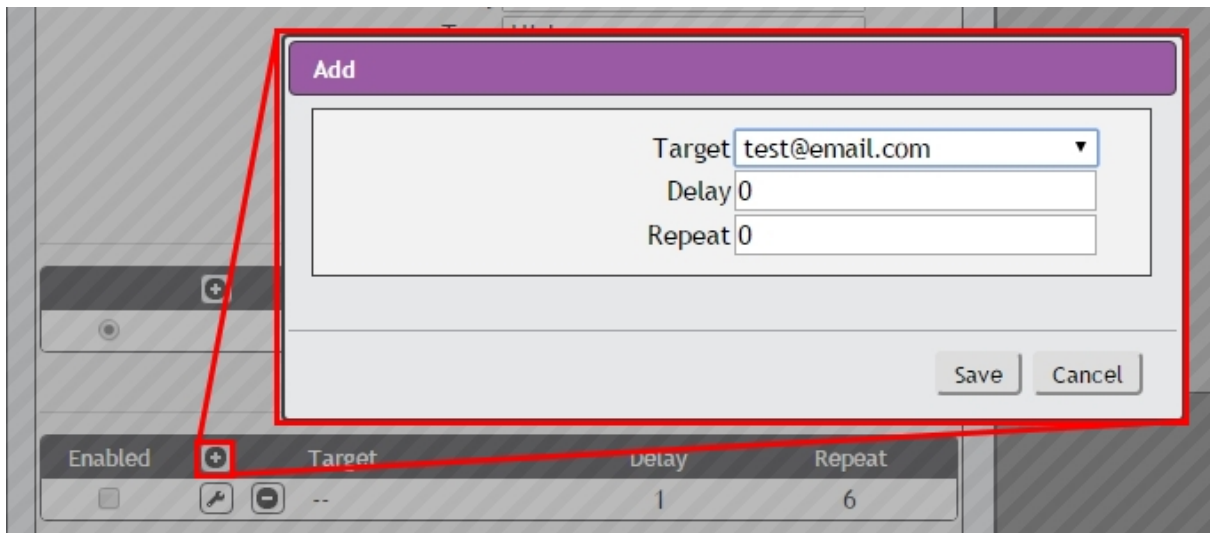 Add
Target test@email.com
Delay 0
Repeat 0
Save Cancel
Enabled Target Delay Repeat
-- 1 6